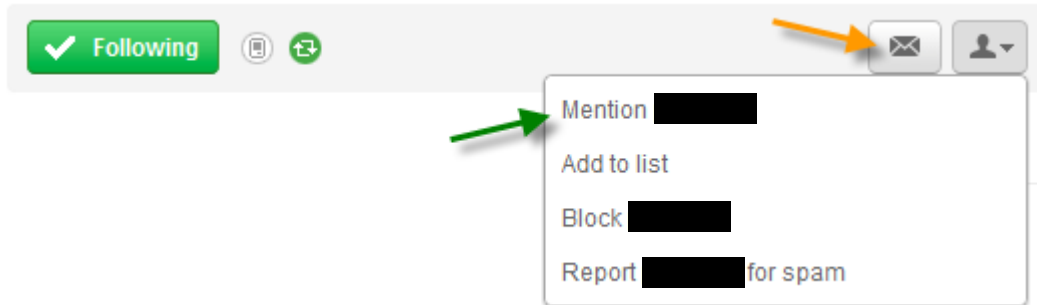 Following
Mention
Add to list
Block
Report for spam